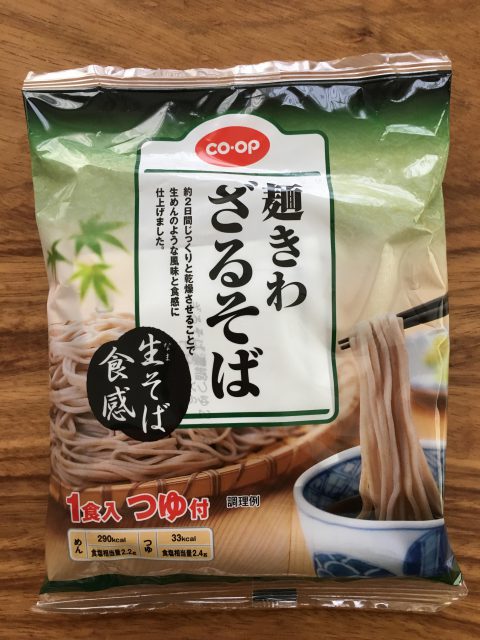 CO・OP
麺きわ
ざるそば
約2日間じっくりと乾燥させることで
生めんのような風味と食感に
仕上げました。
なま
生そば
食感
1食入 つゆ付
調理例
めん
290kcal
食塩相当量2.2g
つゆ
33kcal
食塩相当量2.4g